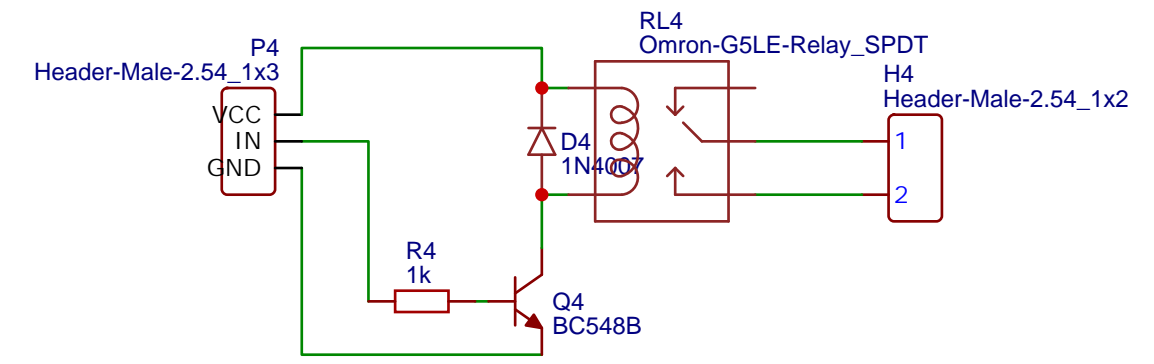 RL4
Omron-G5LE-Relay_SPDT
P4
Header-Male-2.54_1x3
H4
Header-Male-2.54_1x2
VCC
IN
GND
D4
1N4007
1
2
R4
1k
Q4
BC548B